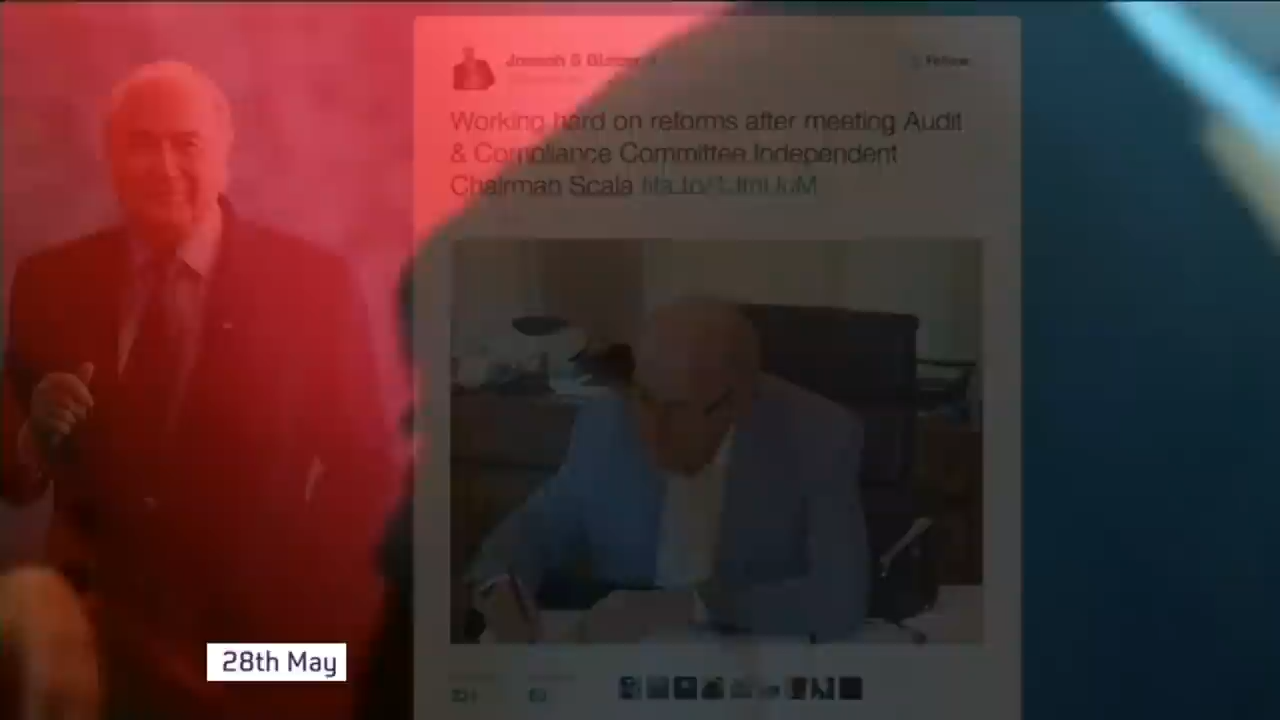 Follow
Working hard on reforms after meeting Audit
& Compliance Committee Independent
Chairman Scala
28th May